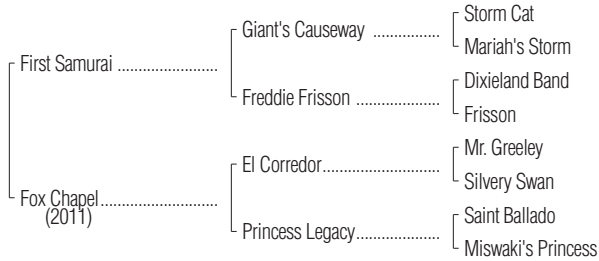 Storm Cat
Giant's Causeway ................
Mariah's Storm
First Samurai ........................
Dixieland Band
Freddie Frisson ....................
Frisson
Mr. Greeley
El Corredor............................
Silvery Swan
Fox Chapel............................
(2011)
Saint Ballado
Princess Legacy....................
Miswaki's Princess